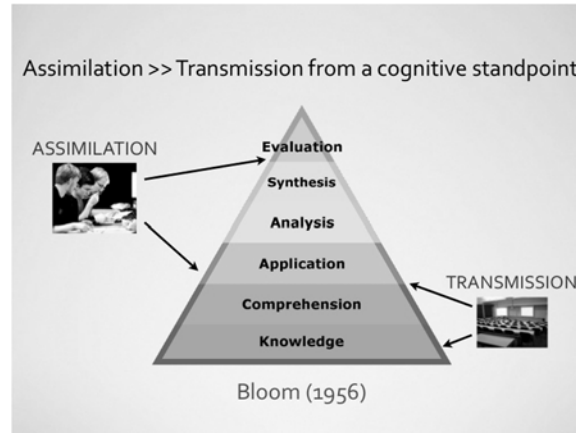 Assimilation >> Transmission from a cognitive standpoint
ASSIMILATION
Evaluation
Synthesis
Analysis
Application
TRANSMISSION
Comprehension
Knowledge
Bloom (1956)